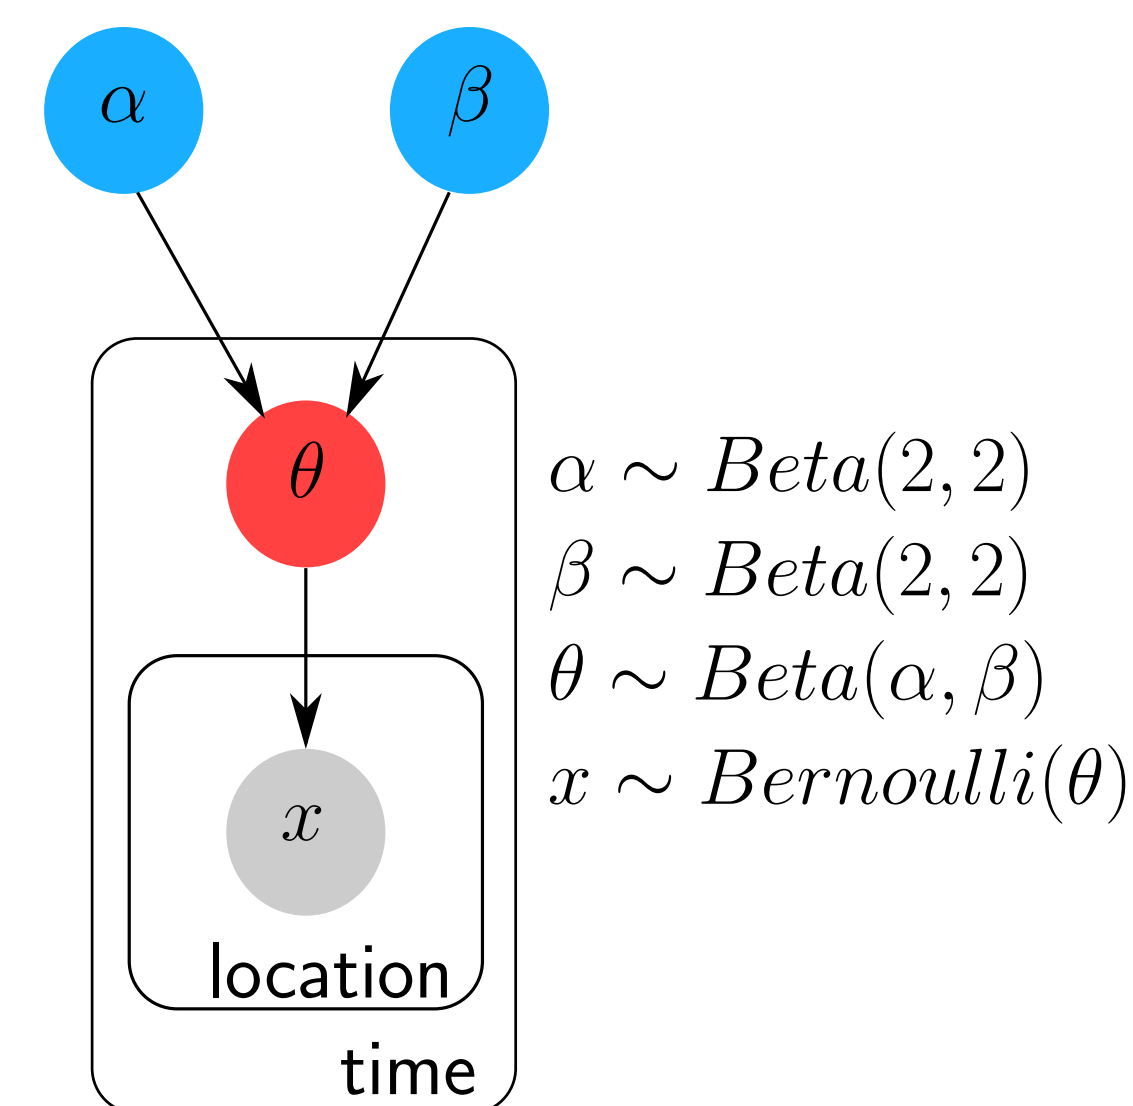 α β
θ
α ∼ Beta(2, 2)
β ∼ Beta(2, 2)
θ ∼ Beta(α, β)
x ∼ Bernoulli(θ)
x
location
time